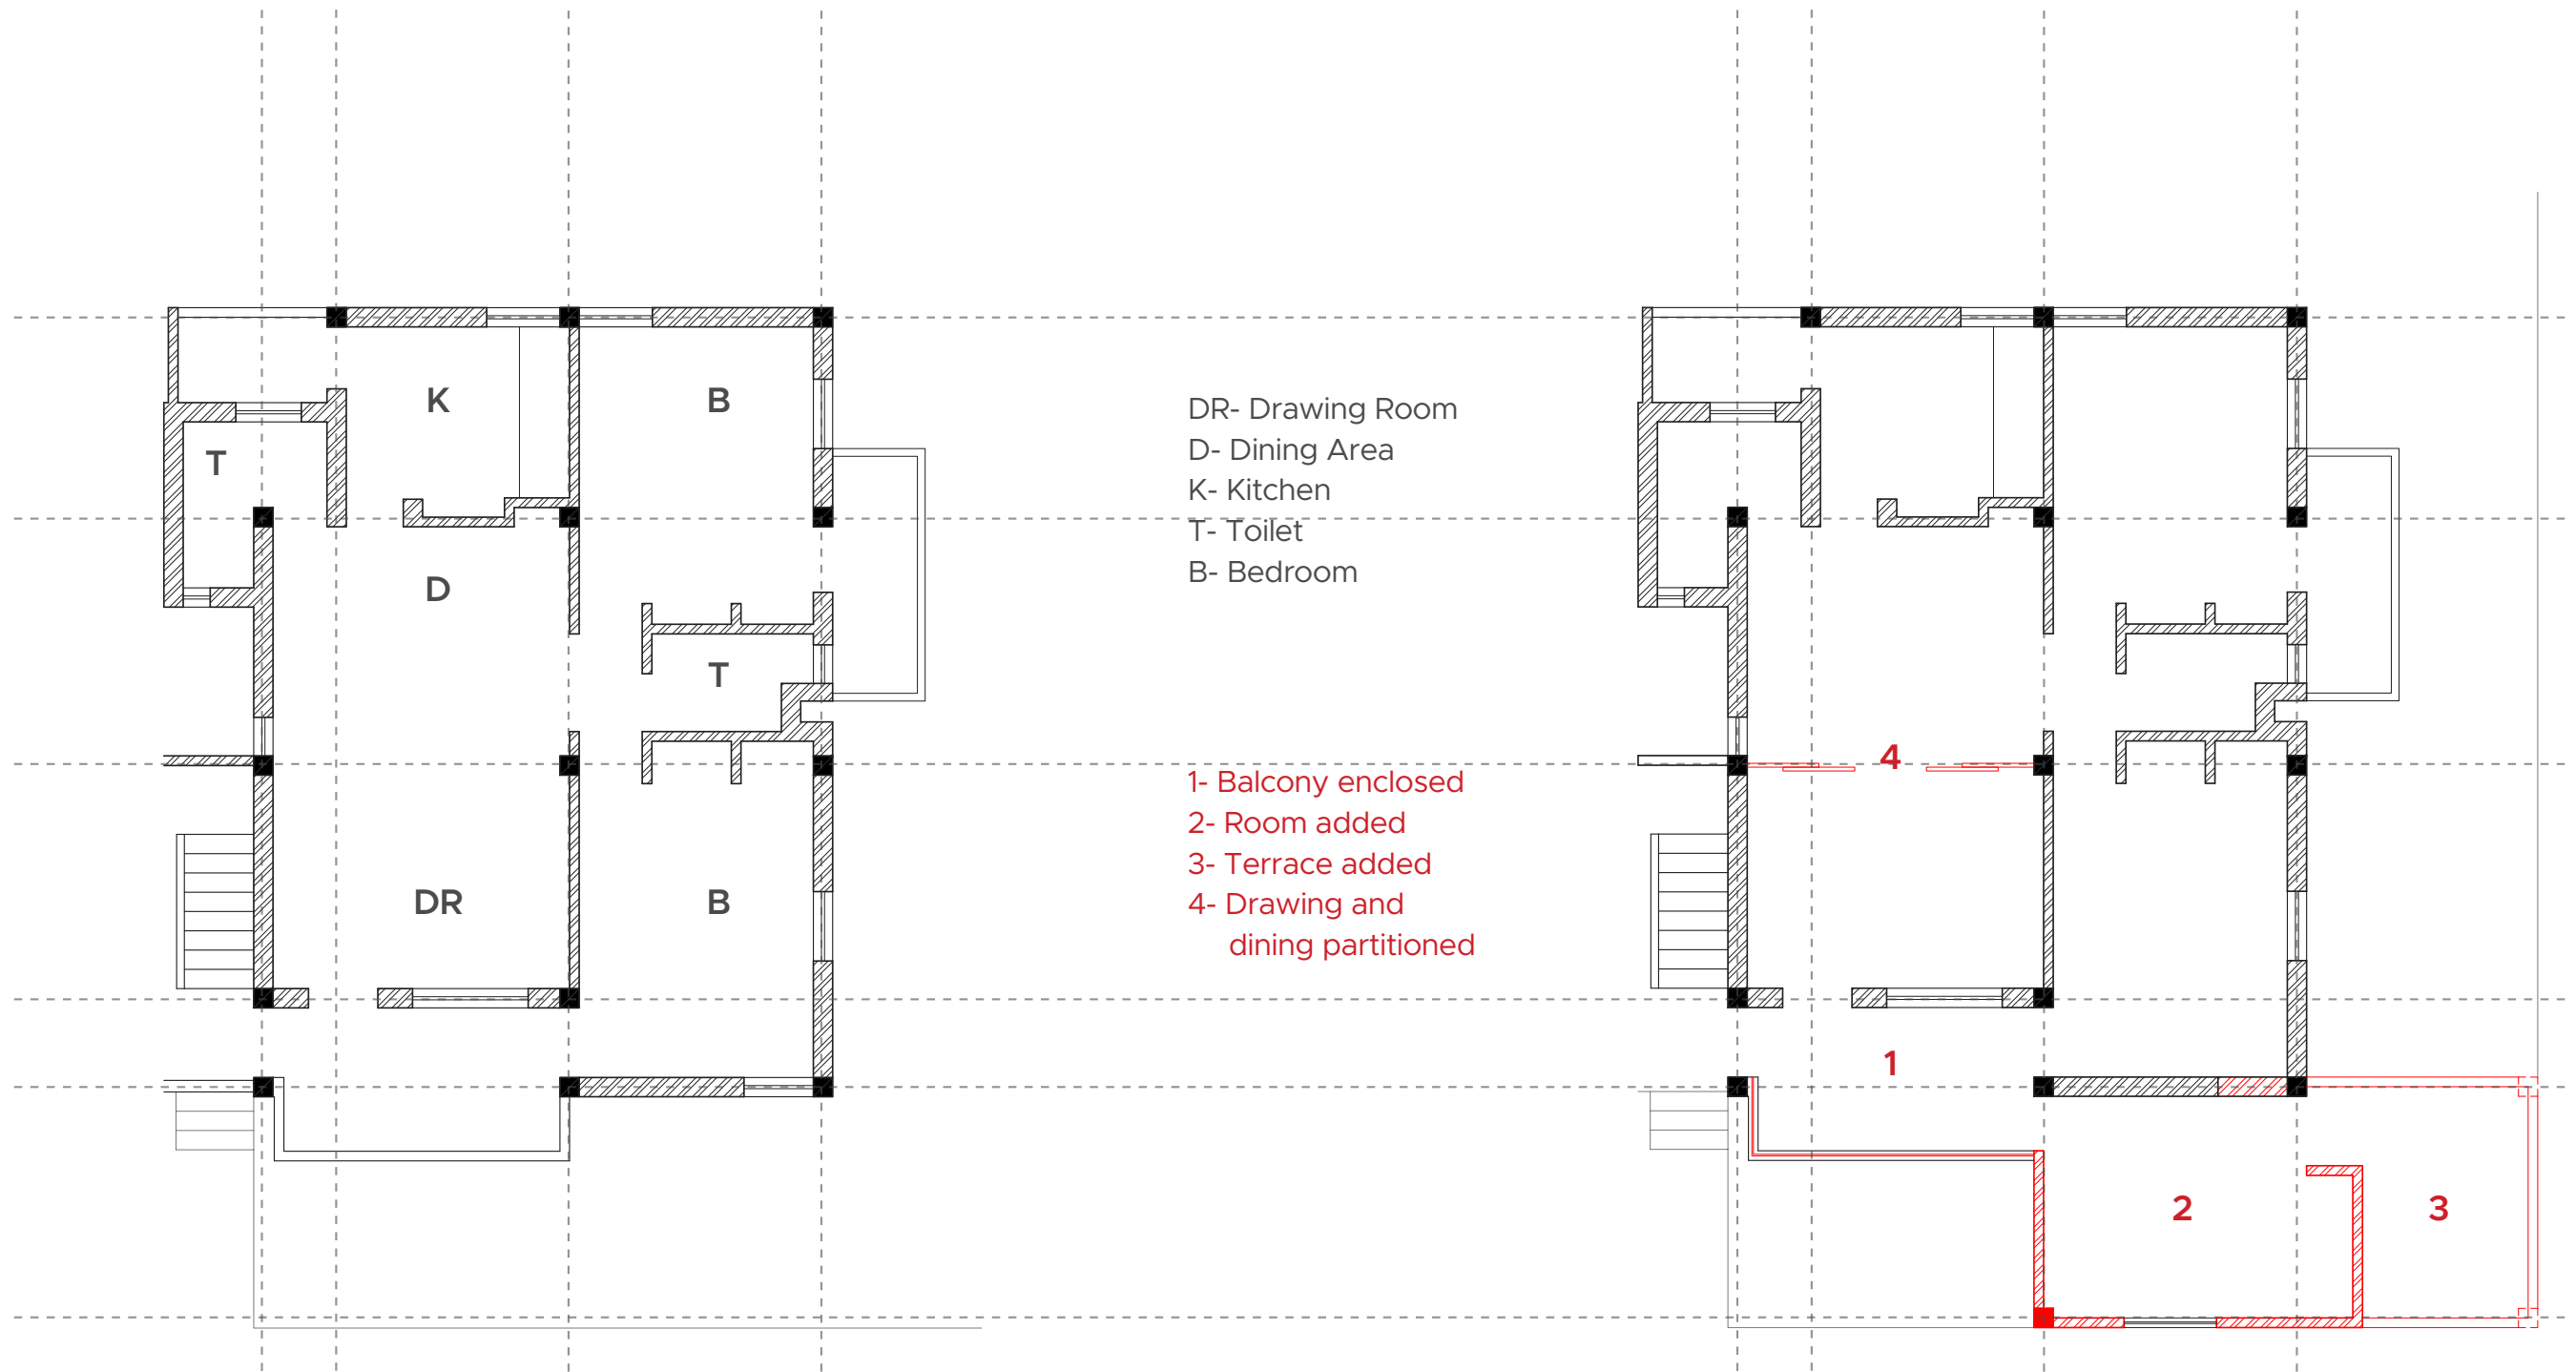 K
B
T
D
T
DR
B
DR- Drawing Room
D- Dining Area
K- Kitchen
T- Toilet
B- Bedroom
1- Balcony enclosed
2- Room added
3- Terrace added
4- Drawing and
dining partitioned
4
1
2
3